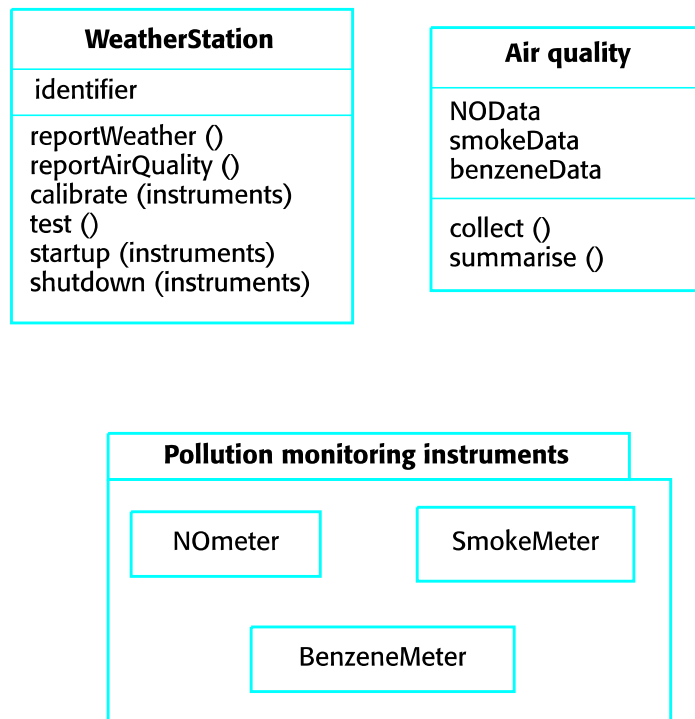 WeatherStation
identifier
reportWeather ()
reportAirQuality ()
calibrate (instruments)
test ()
startup (instruments)
shutdown (instruments)
Air quality
NOData
smokeData
benzeneData
collect ()
summarise ()
Pollution monitoring instruments
NOmeter
SmokeMeter
BenzeneMeter